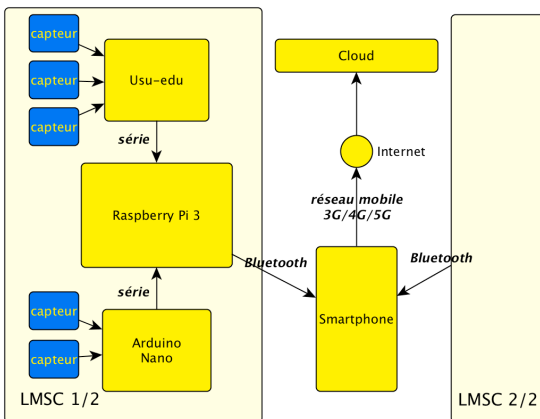 capteur
capteur
capteur
Usu-edu
série
Raspberry Pi 3
série
capteur
capteur
Arduino
Nano
LMSC 1/2
Bluetooth
Cloud
Internet
réseau mobile
3G/4G/5G
Smartphone
Bluetooth
LMSC 2/2